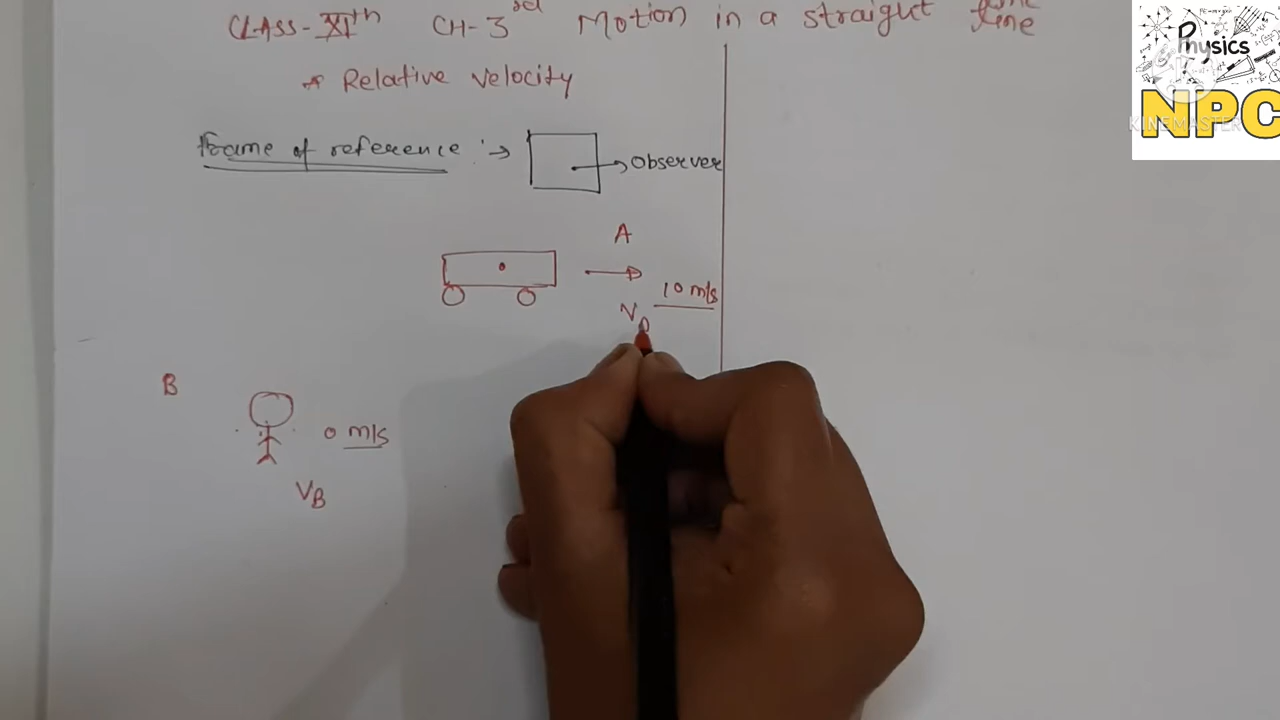 CLASS-XIth CH-3rd Motion in a straight line
* Relative velocity
Frame of reference :→ Observer
A
10 m/s
V
B
0 m/s
VB
Physics
NPC
KINEMASTER